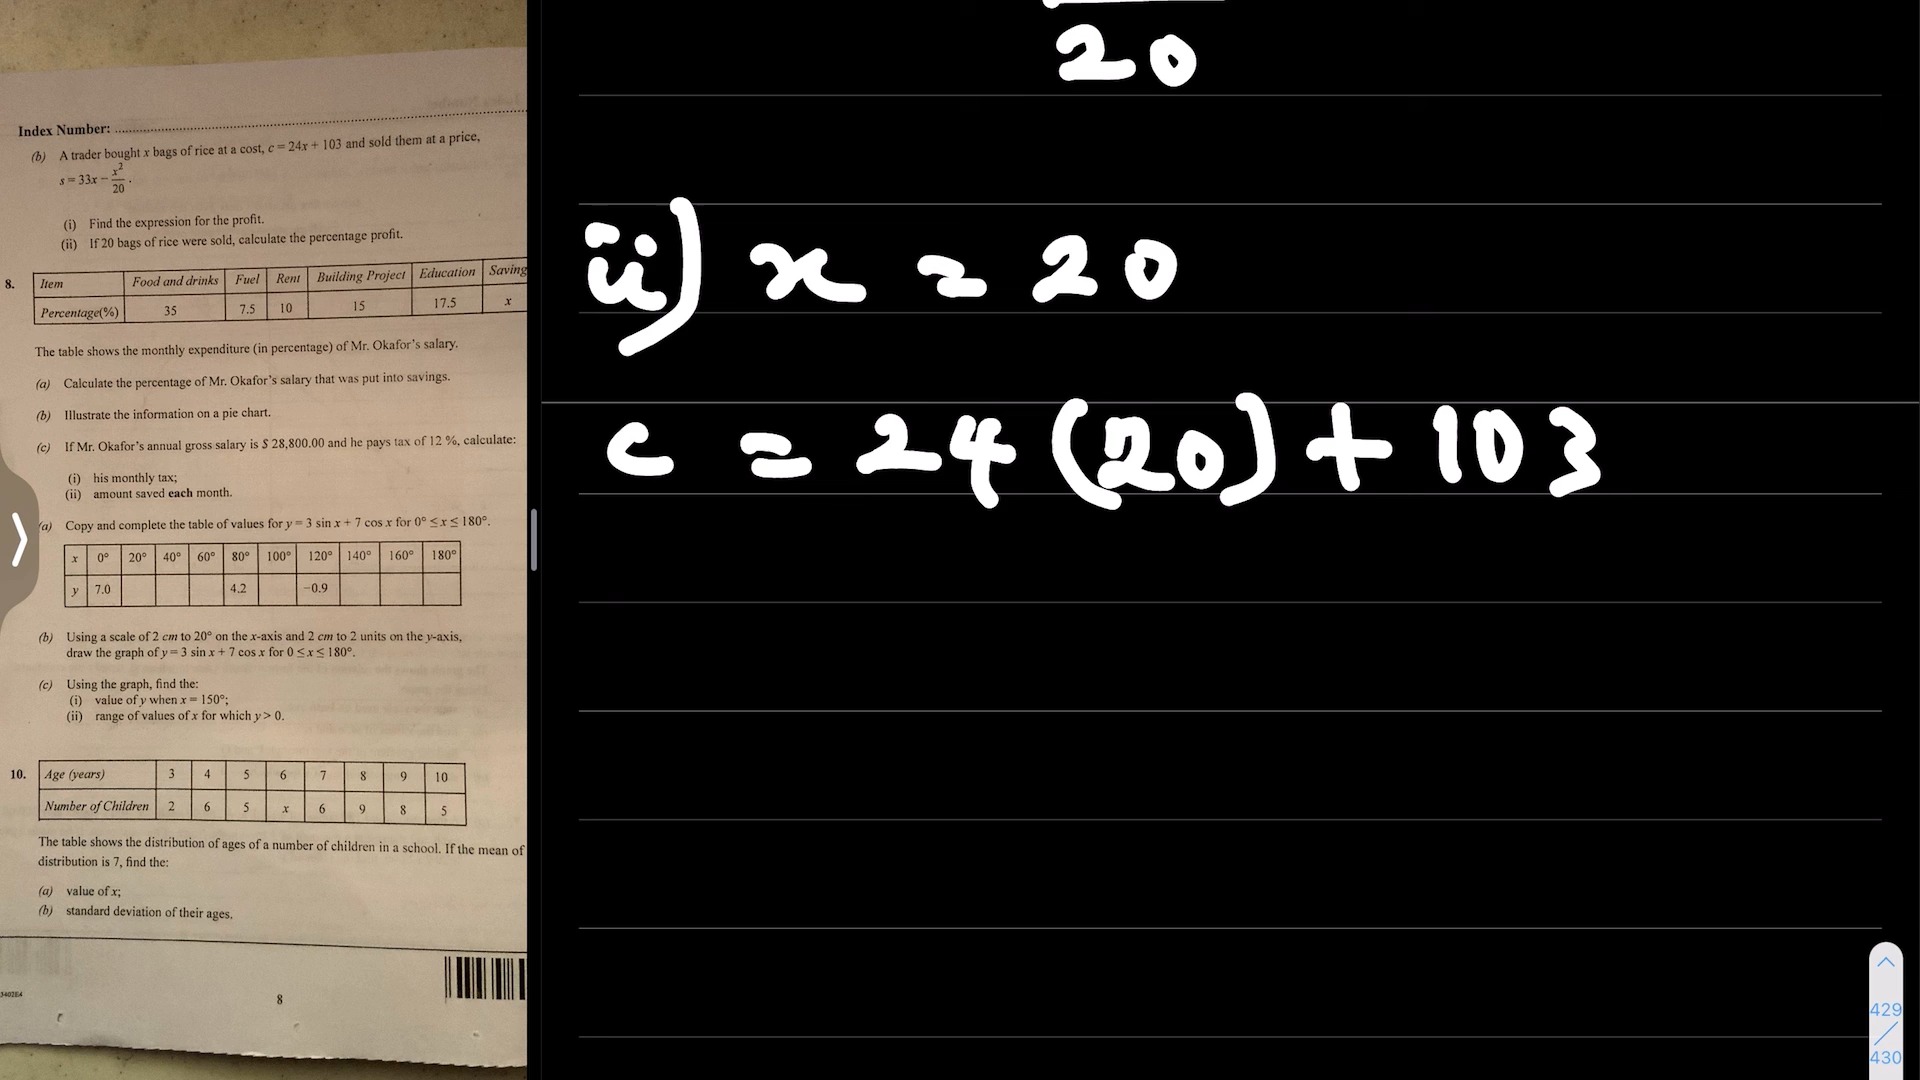 Index Number: ........
(b) A trader bought x bags of rice at a cost, c = 24x + 103 and sold them at a price,
s = 33x − x²/20 .
(i) Find the expression for the profit.
(ii) If 20 bags of rice were sold, calculate the percentage profit.
8.
Item Food and drinks Fuel Rent Building Project Education Saving
Percentage(%) 35 7.5 10 15 17.5 x
The table shows the monthly expenditure (in percentage) of Mr. Okafor's salary.
(a) Calculate the percentage of Mr. Okafor's salary that was put into savings.
(b) Illustrate the information on a pie chart.
(c) If Mr. Okafor's annual gross salary is $ 28,800.00 and he pays tax of 12 %, calculate:
(i) his monthly tax;
(ii) amount saved each month.
(a) Copy and complete the table of values for y = 3 sin x + 7 cos x for 0° ≤ x ≤ 180°.
x 0° 20° 40° 60° 80° 100° 120° 140° 160° 180°
y 7.0 4.2 −0.9
(b) Using a scale of 2 cm to 20° on the x-axis and 2 cm to 2 units on the y-axis,
draw the graph of y = 3 sin x + 7 cos x for 0 ≤ x ≤ 180°.
(c) Using the graph, find the:
(i) value of y when x = 150°;
(ii) range of values of x for which y > 0.
10.
Age (years) 3 4 5 6 7 8 9 10
Number of Children 2 6 5 x 6 9 8 5
The table shows the distribution of ages of a number of children in a school. If the mean of
distribution is 7, find the:
(a) value of x;
(b) standard deviation of their ages.
8
20
ii) x = 20
c = 24(20) + 103
429
/
430